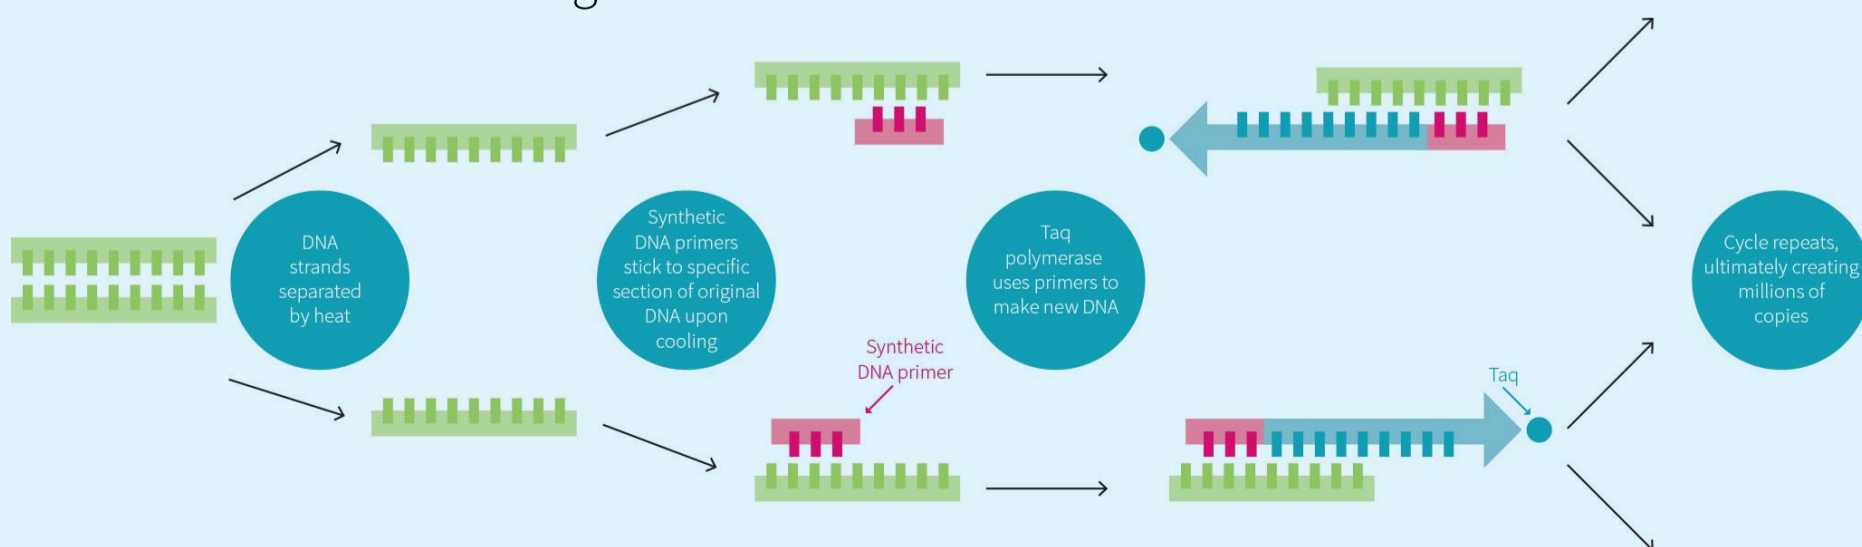 g
DNA
strands
separated
by heat
Synthetic
DNA primers
stick to specific
section of original
DNA upon
cooling
Taq
polymerase
uses primers to
make new DNA
Cycle repeats,
ultimately creating
millions of
copies
Synthetic
DNA primer
Taq